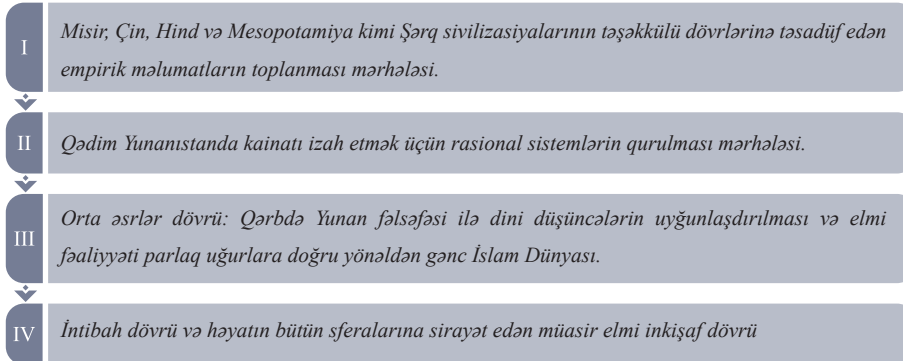 I
Misir, Çin, Hind və Mesopotamiya kimi Şərq sivilizasiyalarının təşəkkülü dövrlərinə təsadüf edən
empirik məlumatların toplanması mərhələsi.
II
Qədim Yunanıstanda kainatı izah etmək üçün rasional sistemlərin qurulması mərhələsi.
III
Orta əsrlər dövrü: Qərbdə Yunan fəlsəfəsi ilə dini düşüncələrin uyğunlaşdırılması və elmi
fəaliyyəti parlaq uğurlara doğru yönəldən gənc İslam Dünyası.
IV
İntibah dövrü və həyatın bütün sferalarına sirayət edən müasir elmi inkişaf dövrü